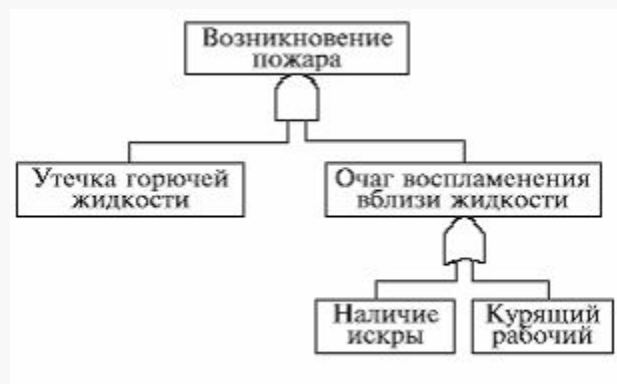 Возникновение
пожара
Утечка горючей
жидкости
Очаг воспламенения
вблизи жидкости
Наличие
искры
Курящий
рабочий